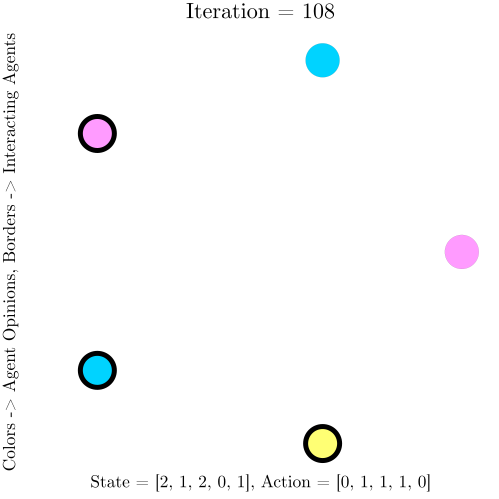 Iteration = 108
Colors -> Agent Opinions, Borders -> Interacting Agents
State = [2, 1, 2, 0, 1], Action = [0, 1, 1, 1, 0]